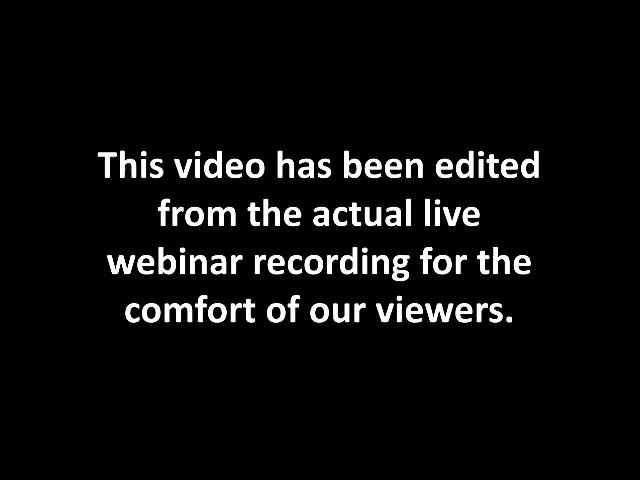 This video has been edited
from the actual live
webinar recording for the
comfort of our viewers.